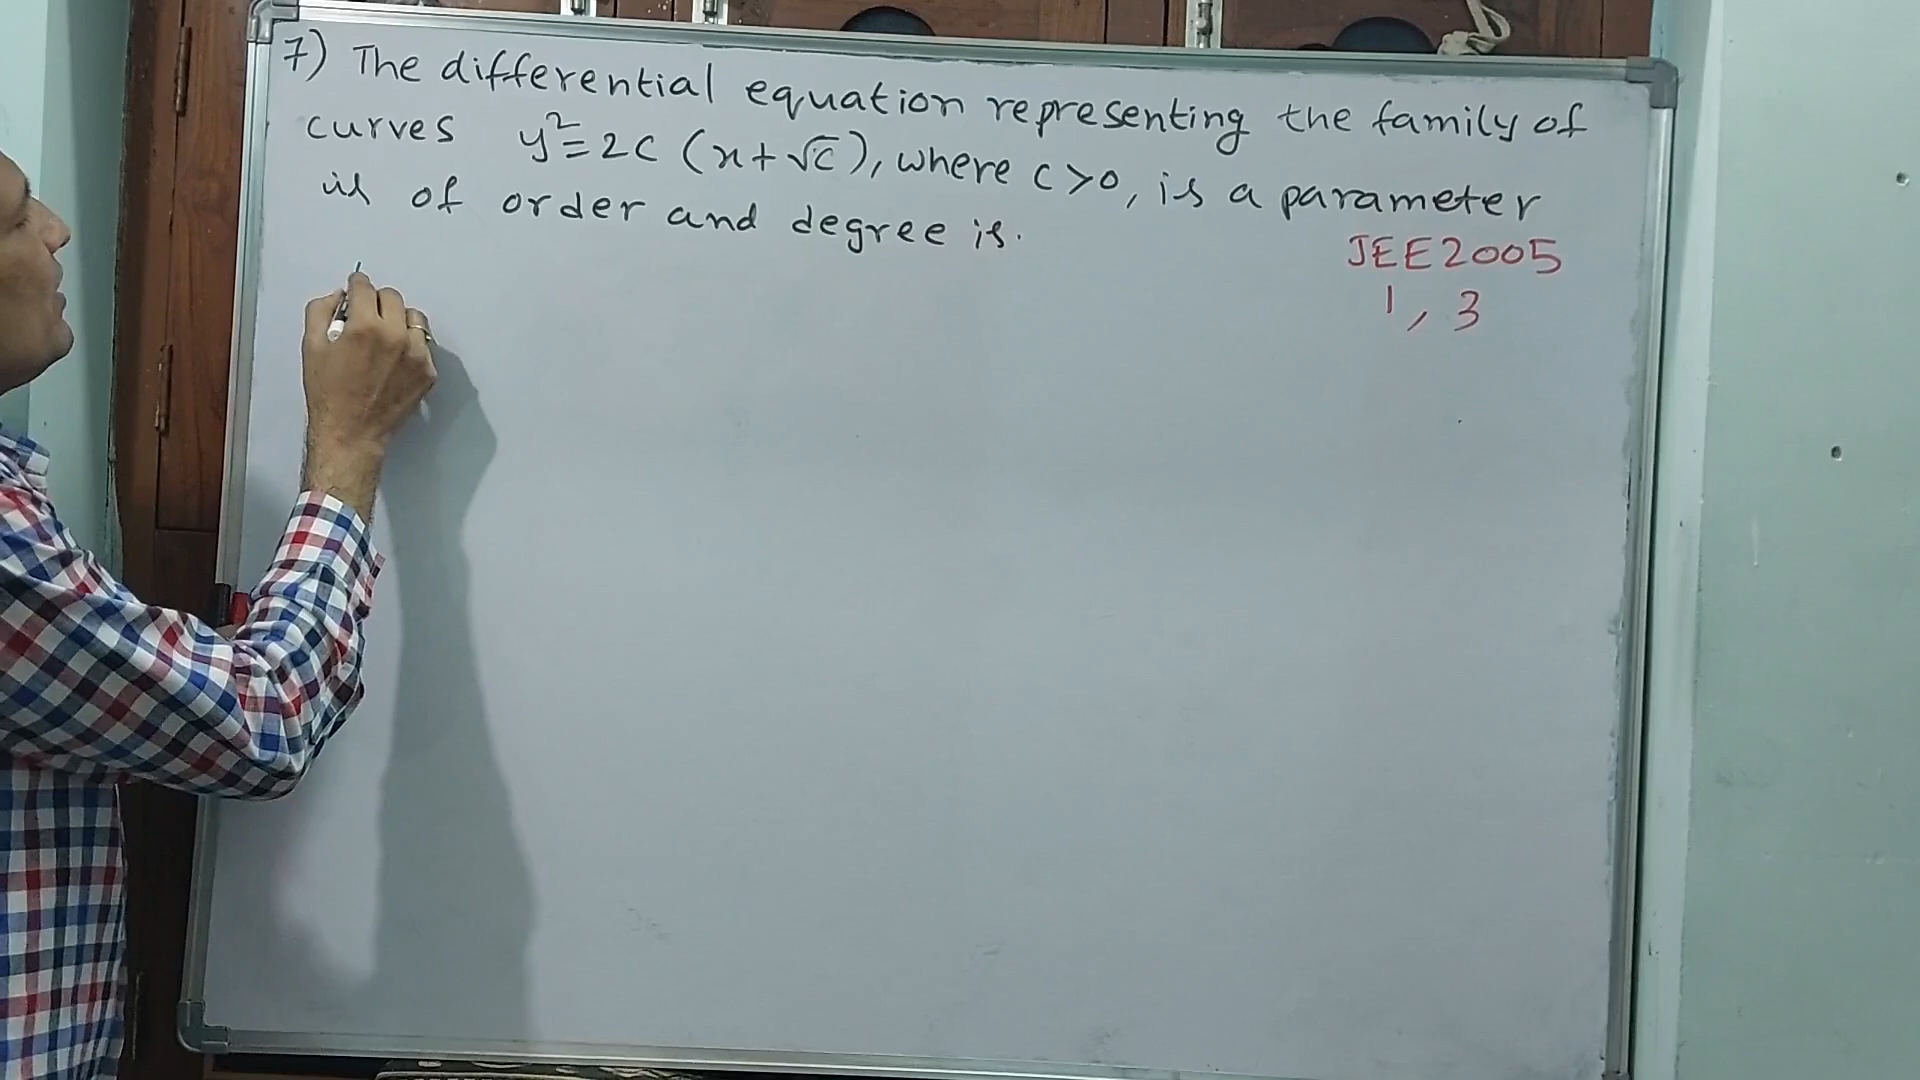 7) The differential equation representing the family of
curves y²=2c (x+√c), where c>0, is a parameter
is of order and degree is.
JEE2005
1, 3